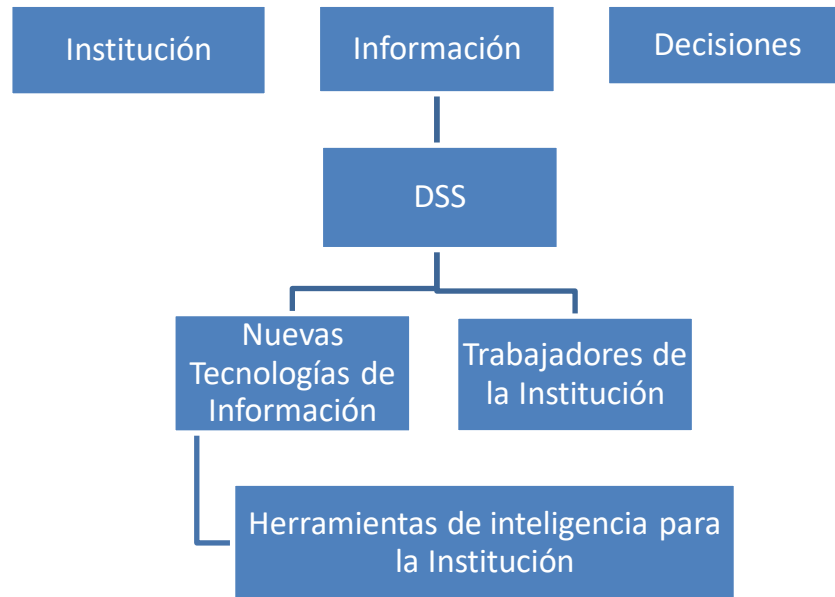 Institución
Información
Decisiones
DSS
Nuevas
Tecnologías de
Información
Trabajadores de
la Institución
Herramientas de inteligencia para
la Institución